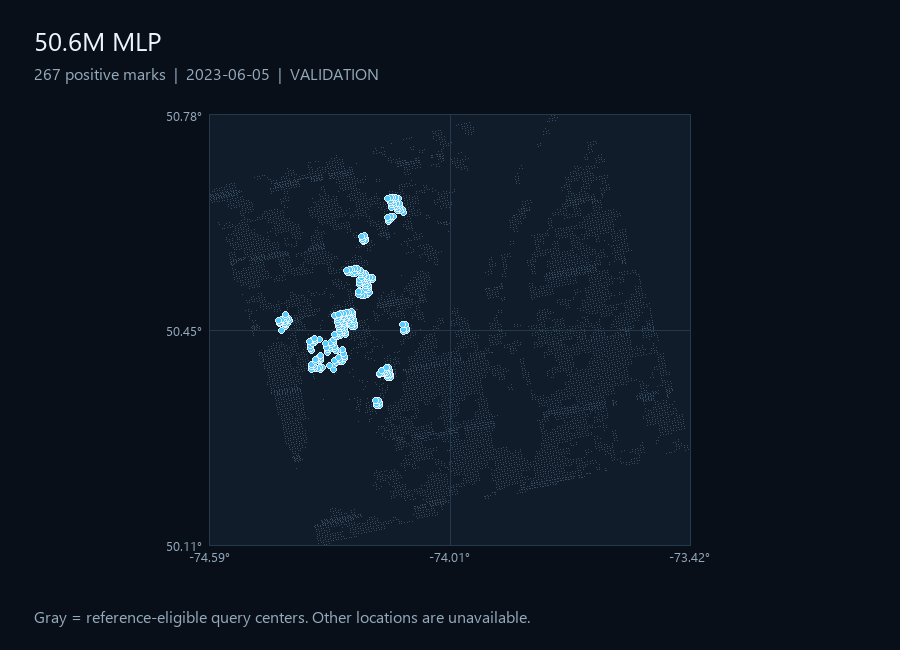 50.6M MLP
267 positive marks | 2023-06-05 | VALIDATION
50.78°
50.45°
50.11°
-74.59°
-74.01°
-73.42°
Gray = reference-eligible query centers. Other locations are unavailable.